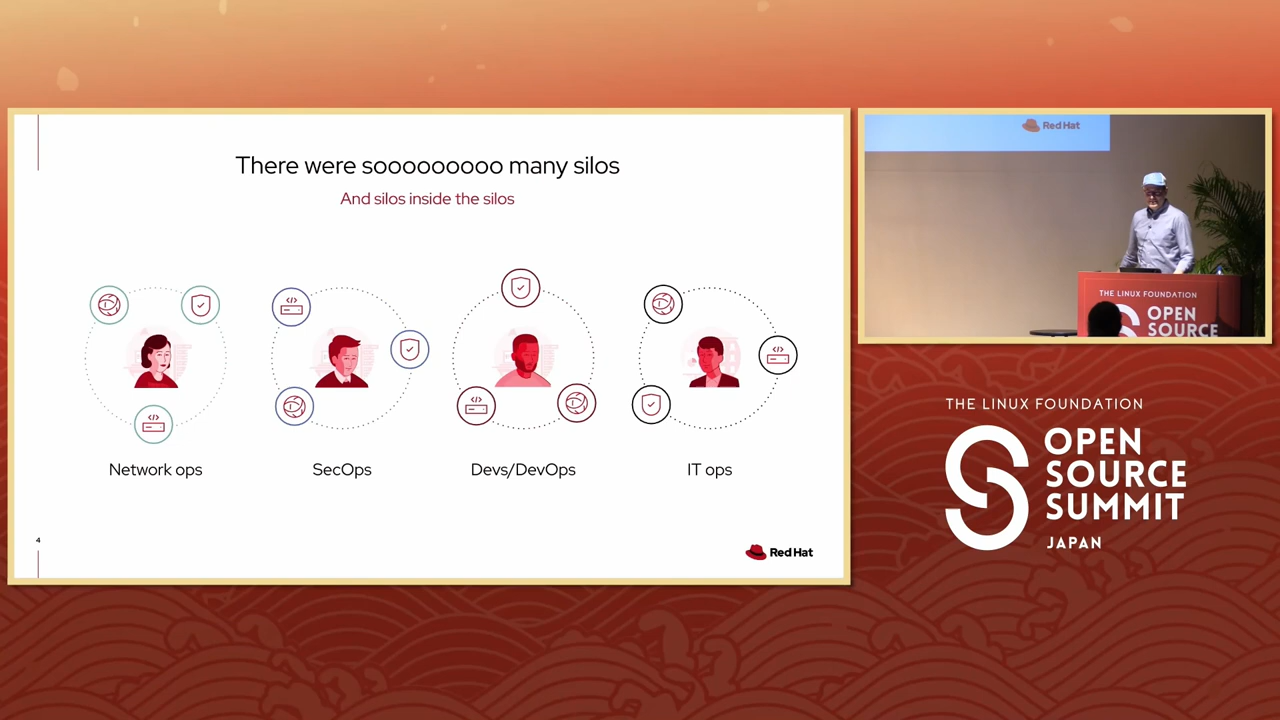 There were sooooooooo many silos
And silos inside the silos
Network ops
SecOps
Devs/DevOps
IT ops
4
Red Hat
Red Hat
THE LINUX FOUNDATION
OPEN
SOURCE
THE LINUX FOUNDATION
OPEN
SOURCE
SUMMIT
JAPAN